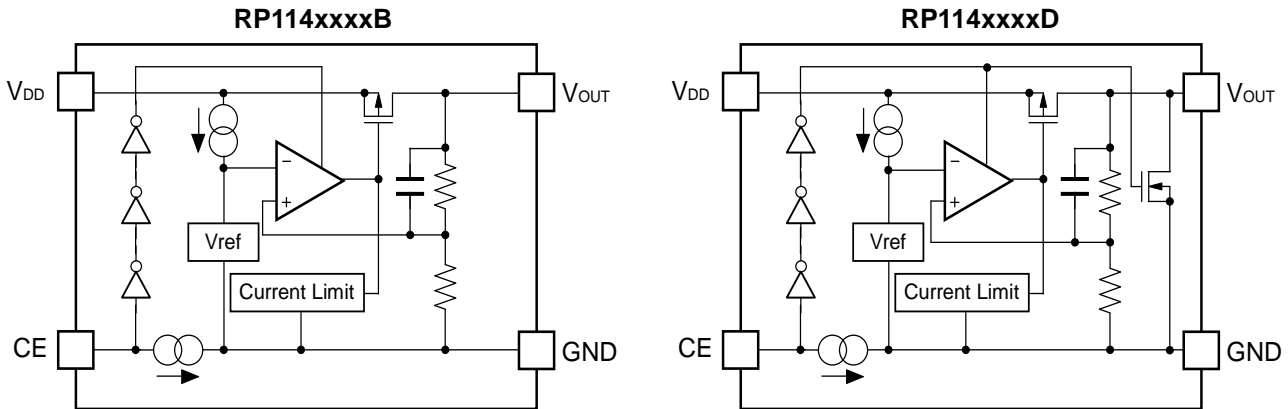 RP114xxxxB
VDD
VOUT
−
+
Vref
Current Limit
CE
GND
RP114xxxxD
VDD
VOUT
−
+
Vref
Current Limit
CE
GND